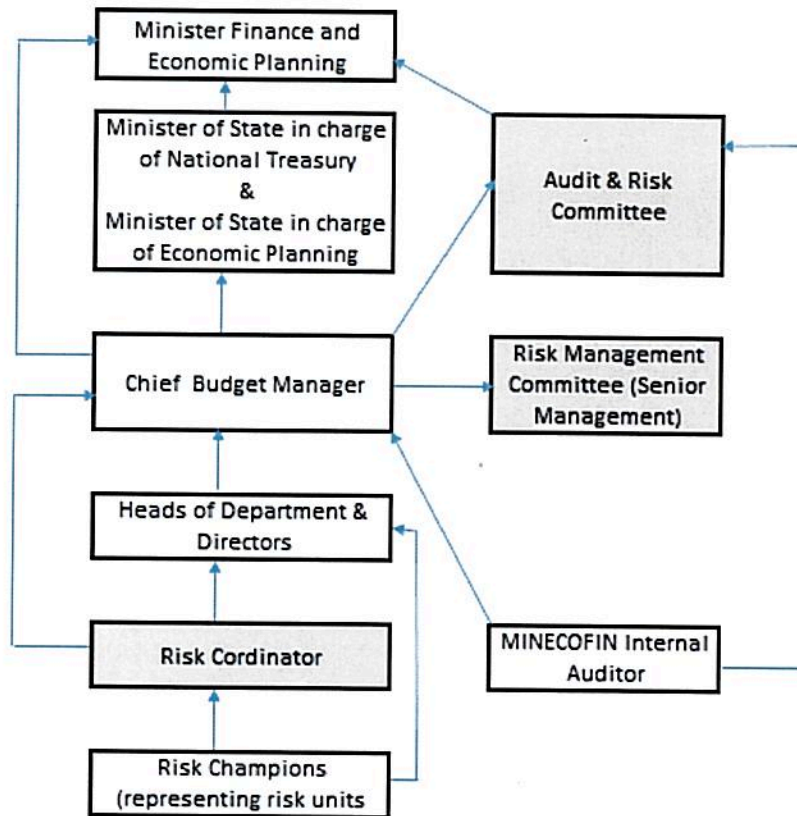 Minister Finance and
Economic Planning
Minister of State in charge
of National Treasury
&
Minister of State in charge
of Economic Planning
Audit & Risk
Committee
Chief Budget Manager
Risk Management
Committee (Senior
Management)
Heads of Department &
Directors
Risk Cordinator
MINECOFIN Internal
Auditor
Risk Champions
(representing risk units